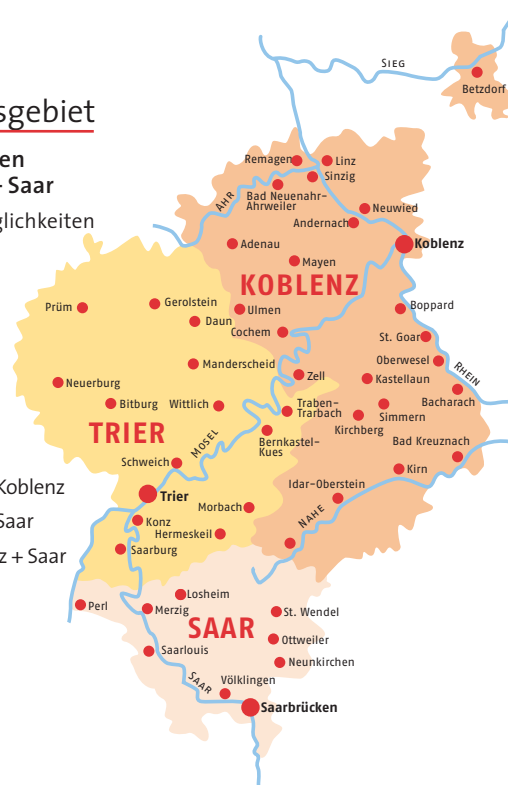 SIEG
Betzdorf
sgebiet
en
- Saar
glichkeiten
Remagen
Linz
Sinzig
AHR
Bad Neuenahr-
Ahrweiler
Neuwied
Andernach
Adenau
Koblenz
Mayen
KOBLENZ
Prüm
Gerolstein
Ulmen
Boppard
Daun
Cochem
St. Goar
Manderscheid
Oberwesel
RHEIN
Zell
Kastellaun
Neuerburg
Bacharach
Bitburg
Wittlich
Traben-
Trarbach
Simmern
Kirchberg
TRIER
MOSEL
Bernkastel-
Kues
Bad Kreuznach
Schweich
Kirn
Koblenz
Trier
Idar-Oberstein
Saar
Morbach
NAHE
Konz
Hermeskeil
z + Saar
Saarburg
Losheim
Perl
Merzig
St. Wendel
SAAR
Ottweiler
Saarlouis
Neunkirchen
SAAR
Völklingen
Saarbrücken